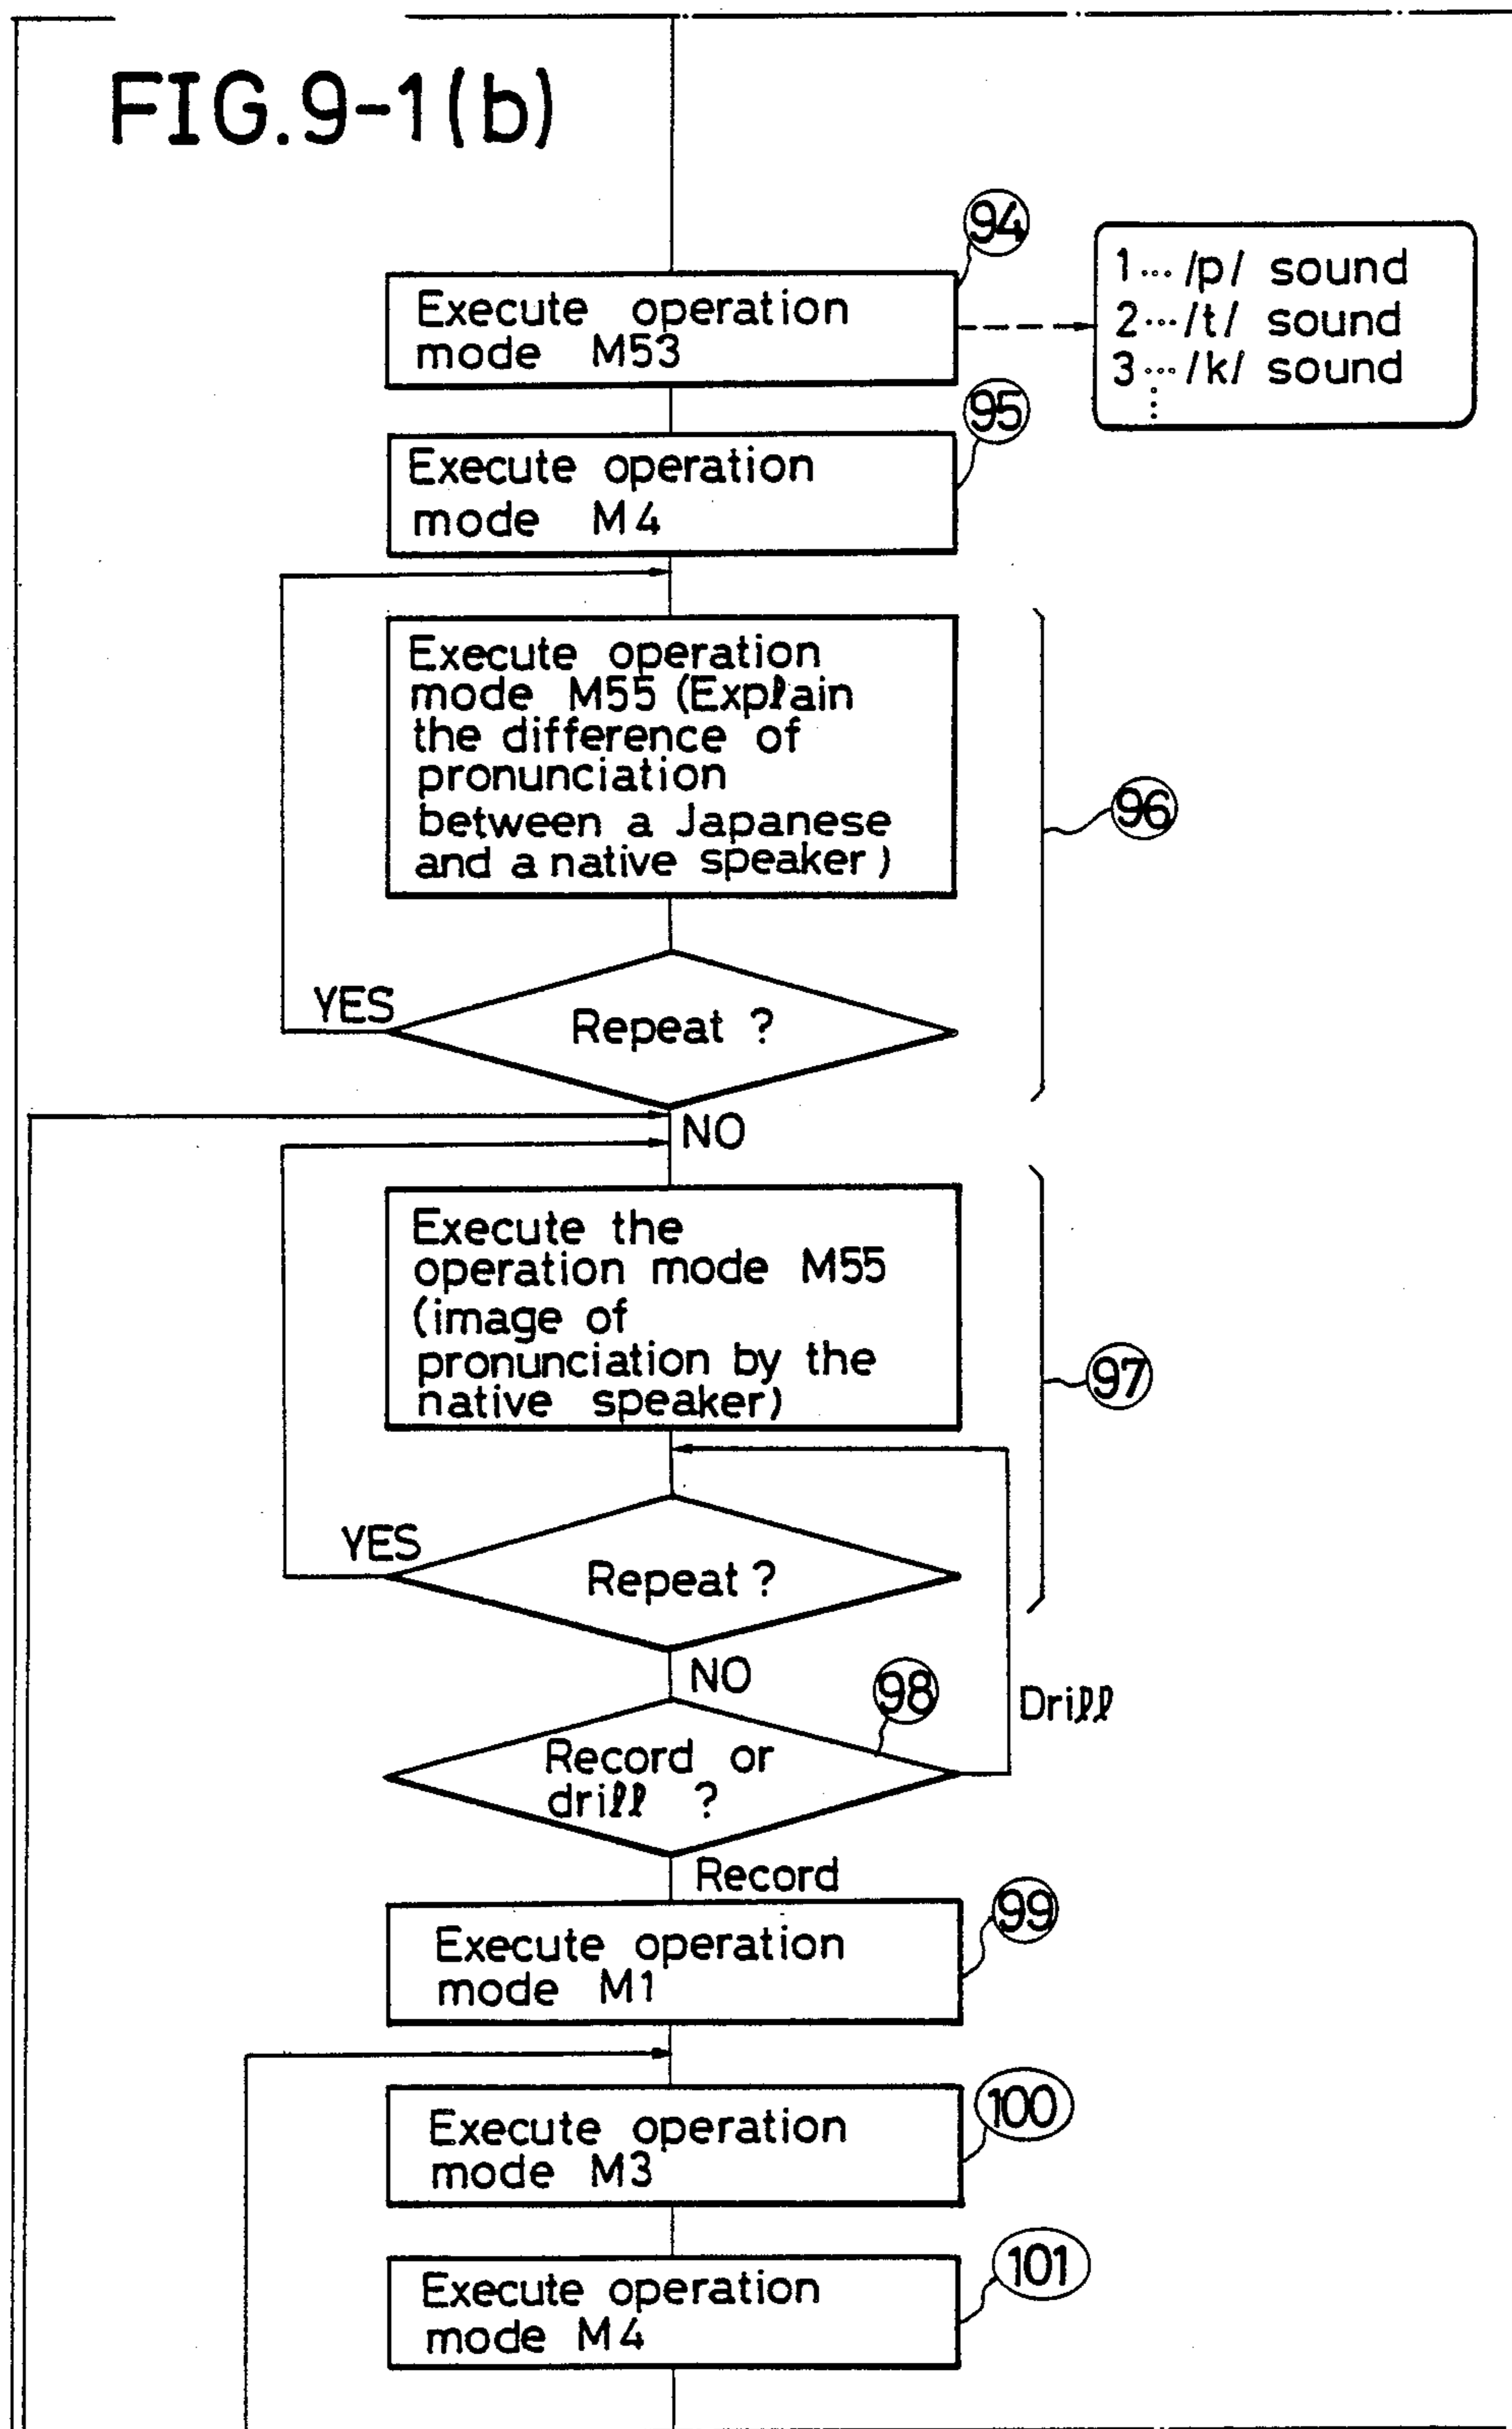 FIG.9-1(b)
94
Execute operation
mode M53
1··· /p/ sound
2···/t/ sound
3···/k/ sound
⋮
95
Execute operation
mode M4
Execute operation
mode M55 (Explain
the difference of
pronunciation
between a Japanese
and a native speaker)
96
YES
Repeat ?
NO
Execute the
operation mode M55
(image of
pronunciation by the
native speaker)
97
YES
Repeat ?
NO
98
Drill
Record or
drill ?
Record
99
Execute operation
mode M1
100
Execute operation
mode M3
101
Execute operation
mode M4